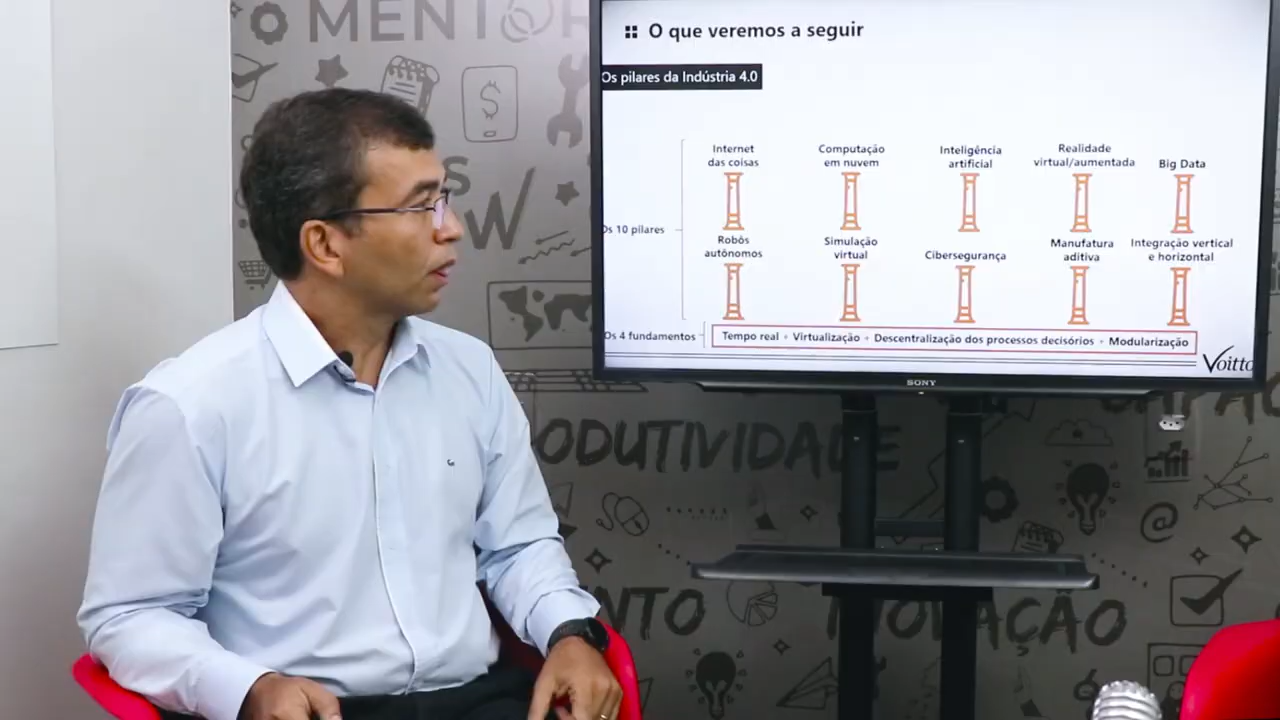 MENTOR
O que veremos a seguir
Os pilares da Indústria 4.0
Internet
das coisas
Computação
em nuvem
Inteligência
artificial
Realidade
virtual/aumentada
Big Data
Os 10 pilares
Robôs
autônomos
Simulação
virtual
Cibersegurança
Manufatura
aditiva
Integração vertical
e horizontal
Os 4 fundamentos
Tempo real + Virtualização + Descentralização dos processos decisórios + Modularização
Voitto
SONY
ODUTIVIDADE
NTO
INOVAÇÃO